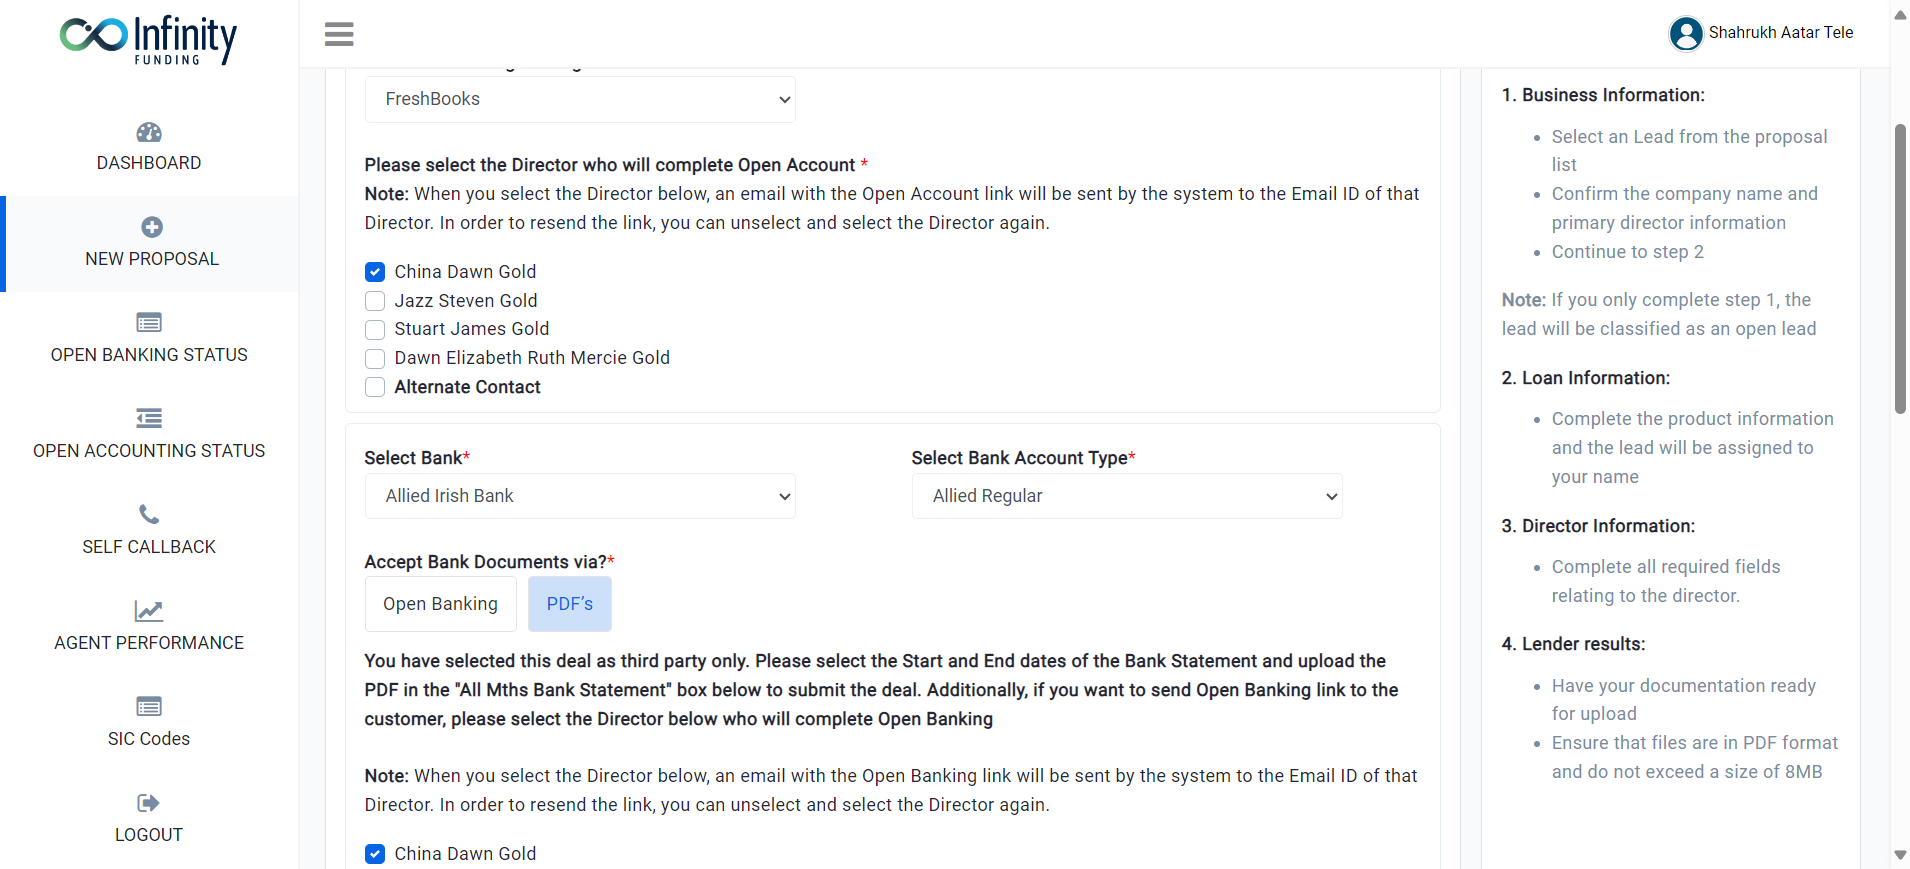 Infinity
FUNDING
Shahrukh Aatar Tele
DASHBOARD
NEW PROPOSAL
OPEN BANKING STATUS
OPEN ACCOUNTING STATUS
SELF CALLBACK
AGENT PERFORMANCE
SIC Codes
LOGOUT
FreshBooks
Please select the Director who will complete Open Account *
Note: When you select the Director below, an email with the Open Account link will be sent by the system to the Email ID of that
Director. In order to resend the link, you can unselect and select the Director again.
China Dawn Gold
Jazz Steven Gold
Stuart James Gold
Dawn Elizabeth Ruth Mercie Gold
Alternate Contact
Select Bank*
Allied Irish Bank
Select Bank Account Type*
Allied Regular
Accept Bank Documents via?*
Open Banking
PDF’s
You have selected this deal as third party only. Please select the Start and End dates of the Bank Statement and upload the
PDF in the "All Mths Bank Statement" box below to submit the deal. Additionally, if you want to send Open Banking link to the
customer, please select the Director below who will complete Open Banking
Note: When you select the Director below, an email with the Open Banking link will be sent by the system to the Email ID of that
Director. In order to resend the link, you can unselect and select the Director again.
China Dawn Gold
1. Business Information:
Select an Lead from the proposal
list
Confirm the company name and
primary director information
Continue to step 2
Note: If you only complete step 1, the
lead will be classified as an open lead
2. Loan Information:
Complete the product information
and the lead will be assigned to
your name
3. Director Information:
Complete all required fields
relating to the director.
4. Lender results:
Have your documentation ready
for upload
Ensure that files are in PDF format
and do not exceed a size of 8MB